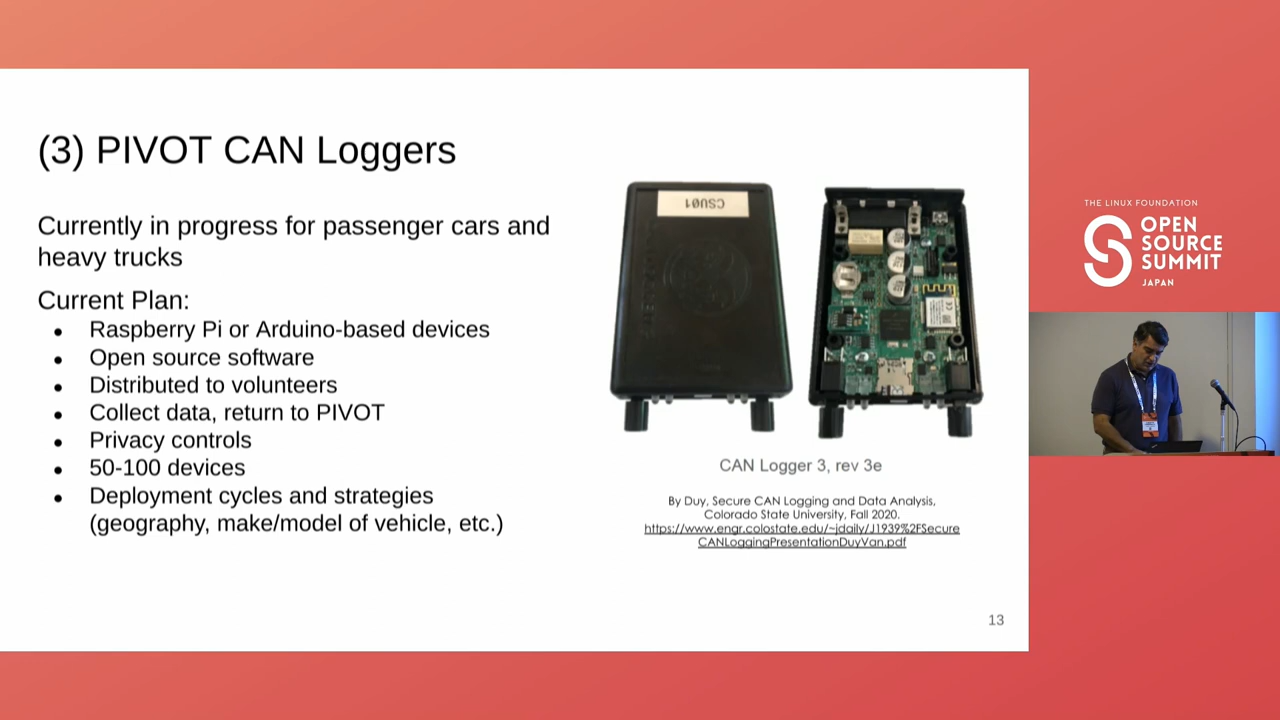 (3) PIVOT CAN Loggers
Currently in progress for passenger cars and
heavy trucks
Current Plan:
● Raspberry Pi or Arduino-based devices
● Open source software
● Distributed to volunteers
● Collect data, return to PIVOT
● Privacy controls
● 50-100 devices
● Deployment cycles and strategies
(geography, make/model of vehicle, etc.)
CSU01
CAN Logger 3, rev 3e
By Duy, Secure CAN Logging and Data Analysis,
Colorado State University, Fall 2020.
https://www.engr.colostate.edu/~jdaily/J1939%2FSecure
CANLoggingPresentationDuyVan.pdf
13
THE LINUX FOUNDATION
OPEN
SOURCE
SUMMIT
JAPAN